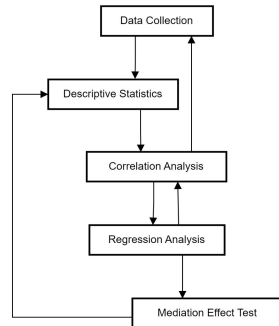 Data Collection
Descriptive Statistics
Correlation Analysis
Regression Analysis
Mediation Effect Test